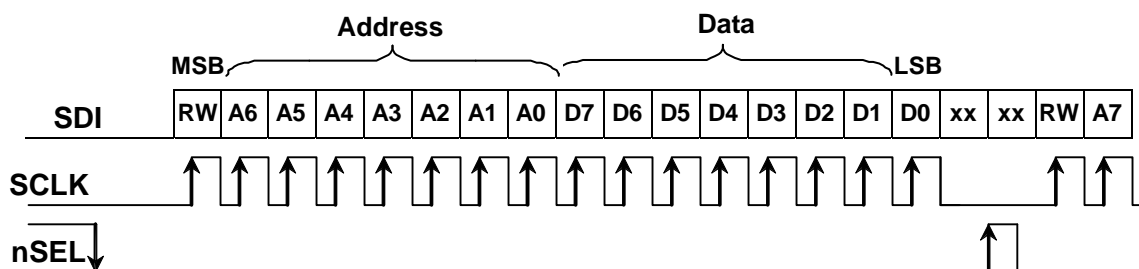 Address Data
MSB LSB
SDI RW A6 A5 A4 A3 A2 A1 A0 D7 D6 D5 D4 D3 D2 D1 D0 xx xx RW A7
SCLK
nSEL